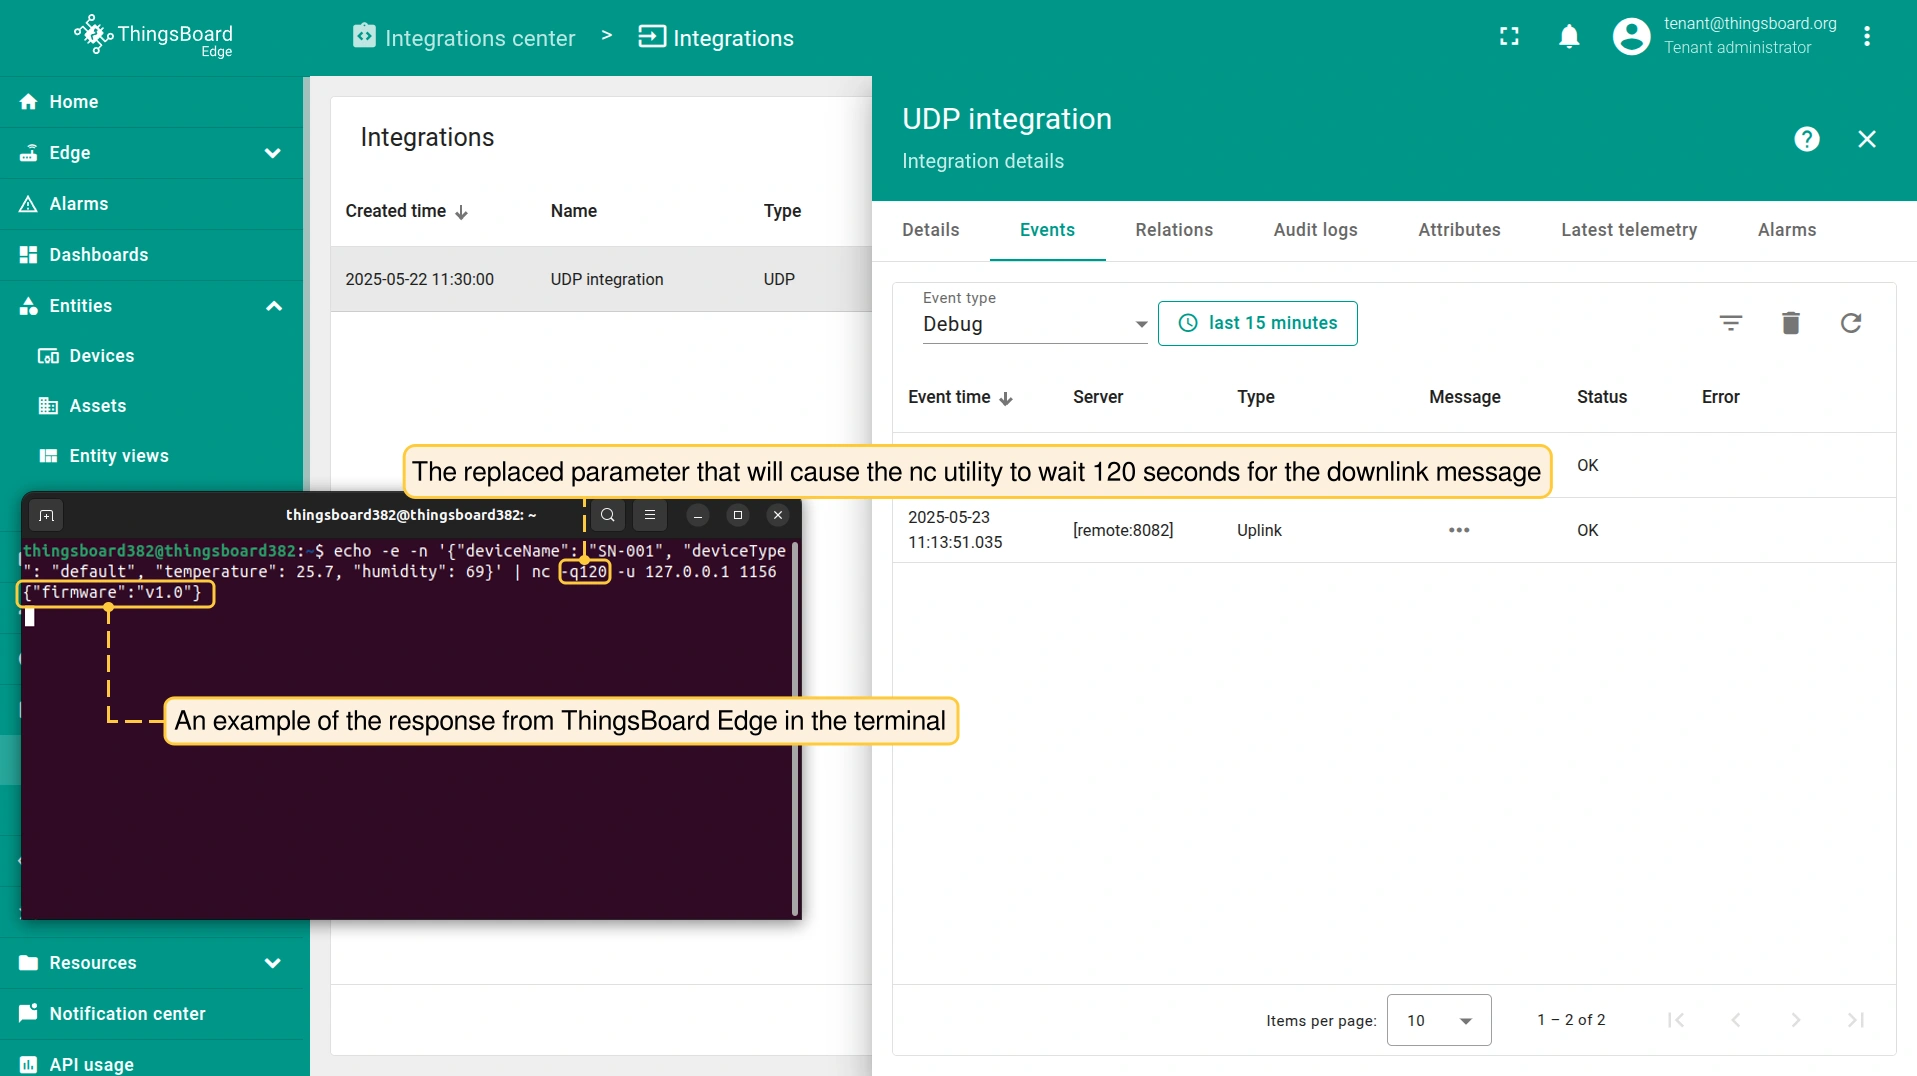 ThingsBoard
Edge
Integrations center > Integrations
tenant@thingsboard.org
Tenant administrator
Home
Edge
Alarms
Dashboards
Entities
Devices
Assets
Entity views
Resources
Notification center
API usage
Integrations
Created time Name Type
2025-05-22 11:30:00 UDP integration UDP
UDP integration
Integration details
Details Events Relations Audit logs Attributes Latest telemetry Alarms
Event type
Debug last 15 minutes
Event time Server Type Message Status Error
OK
2025-05-23
11:13:51.035 [remote:8082] Uplink ••• OK
The replaced parameter that will cause the nc utility to wait 120 seconds for the downlink message
thingsboard382@thingsboard382: ~
thingsboard382@thingsboard382:~$ echo -e -n '{"deviceName": "SN-001", "deviceType
": "default", "temperature": 25.7, "humidity": 69}' | nc -q120 -u 127.0.0.1 1156
{"firmware":"v1.0"}
An example of the response from ThingsBoard Edge in the terminal
Items per page: 10 1 – 2 of 2